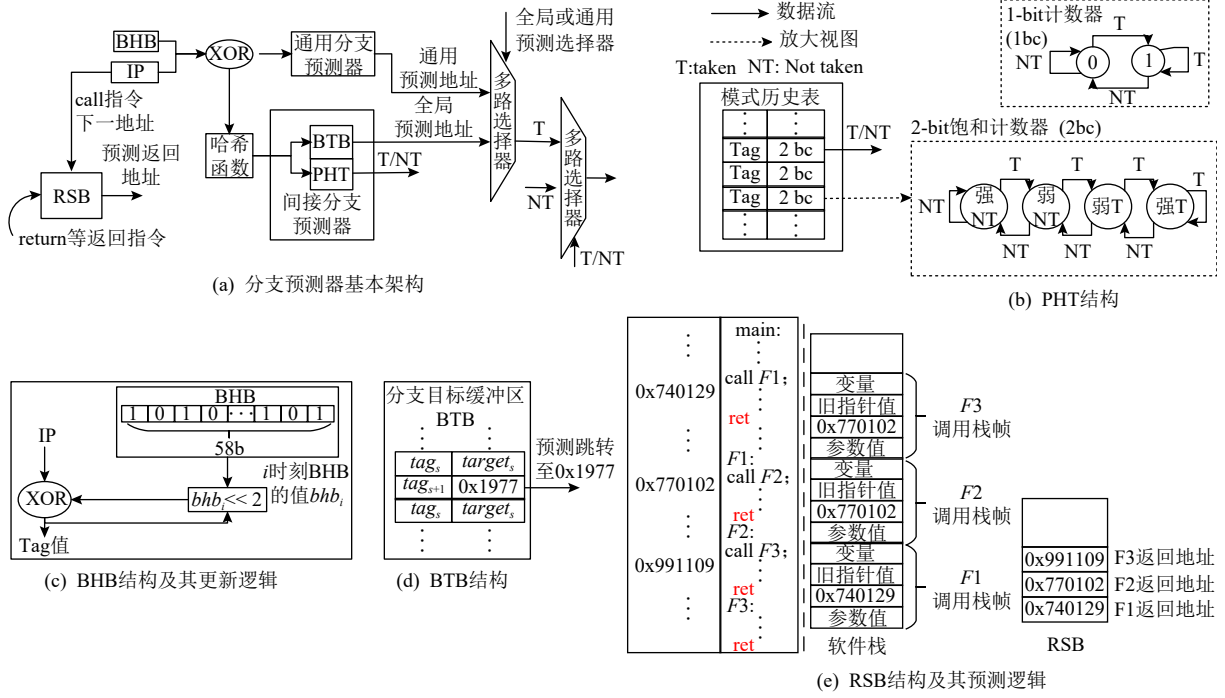 BHB
IP
XOR
通用分支
预测器
通用
预测地址
全局或通用
预测选择器
多路选择器
call指令
下一地址
预测返回
地址
RSB
return等返回指令
哈希
函数
BTB
PHT
间接分支
预测器
全局
预测地址
T/NT
T
NT
多路选择器
T/NT
(a) 分支预测器基本架构
数据流
放大视图
T:taken NT: Not taken
模式历史表
⋮ ⋮
Tag 2 bc
Tag 2 bc
Tag 2 bc
⋮ ⋮
T/NT
1-bit计数器
(1bc)
T
NT 0 1 T
NT
2-bit饱和计数器 (2bc)
T T T T
强NT 弱NT 弱T 强T
NT
NT NT NT
(b) PHT结构
BHB
1 0 1 0 ··· 1 0 1
58b
IP
i时刻BHB
的值bhbᵢ
XOR
bhbᵢ<< 2
Tag值
(c) BHB结构及其更新逻辑
分支目标缓冲区
BTB
⋮ ⋮
tagₛ targetₛ
tagₛ₊₁ 0x1977
tagₛ targetₛ
⋮ ⋮
预测跳转
至0x1977
(d) BTB结构
⋮
0x740129
⋮
0x770102
⋮
0x991109
⋮
main:
⋮
call F1；
⋮
ret
F1:
call F2；
⋮
ret
F2:
call F3；
⋮
ret
F3:
⋮
ret
变量
旧指针值
0x770102
参数值
变量
旧指针值
0x770102
参数值
变量
旧指针值
0x740129
参数值
软件栈
F3
调用栈帧
F2
调用栈帧
F1
调用栈帧
0x991109 F3返回地址
0x770102 F2返回地址
0x740129 F1返回地址
RSB
(e) RSB结构及其预测逻辑